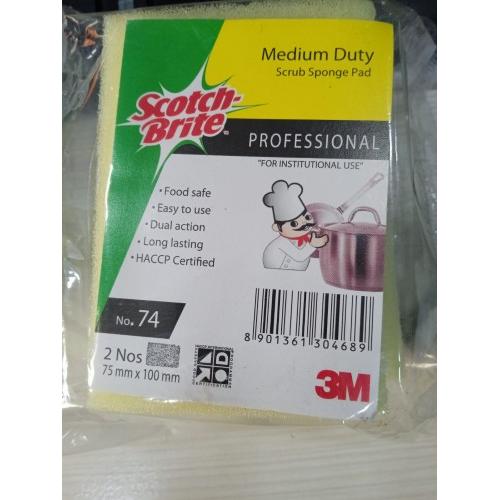 Medium Duty
Scrub Sponge Pad
Scotch-
Brite
PROFESSIONAL
"FOR INSTITUTIONAL USE"
• Food safe
• Easy to use
• Dual action
• Long lasting
• HACCP Certified
No. 74
8 901361 304689
2 Nos
75 mm x 100 mm
3M